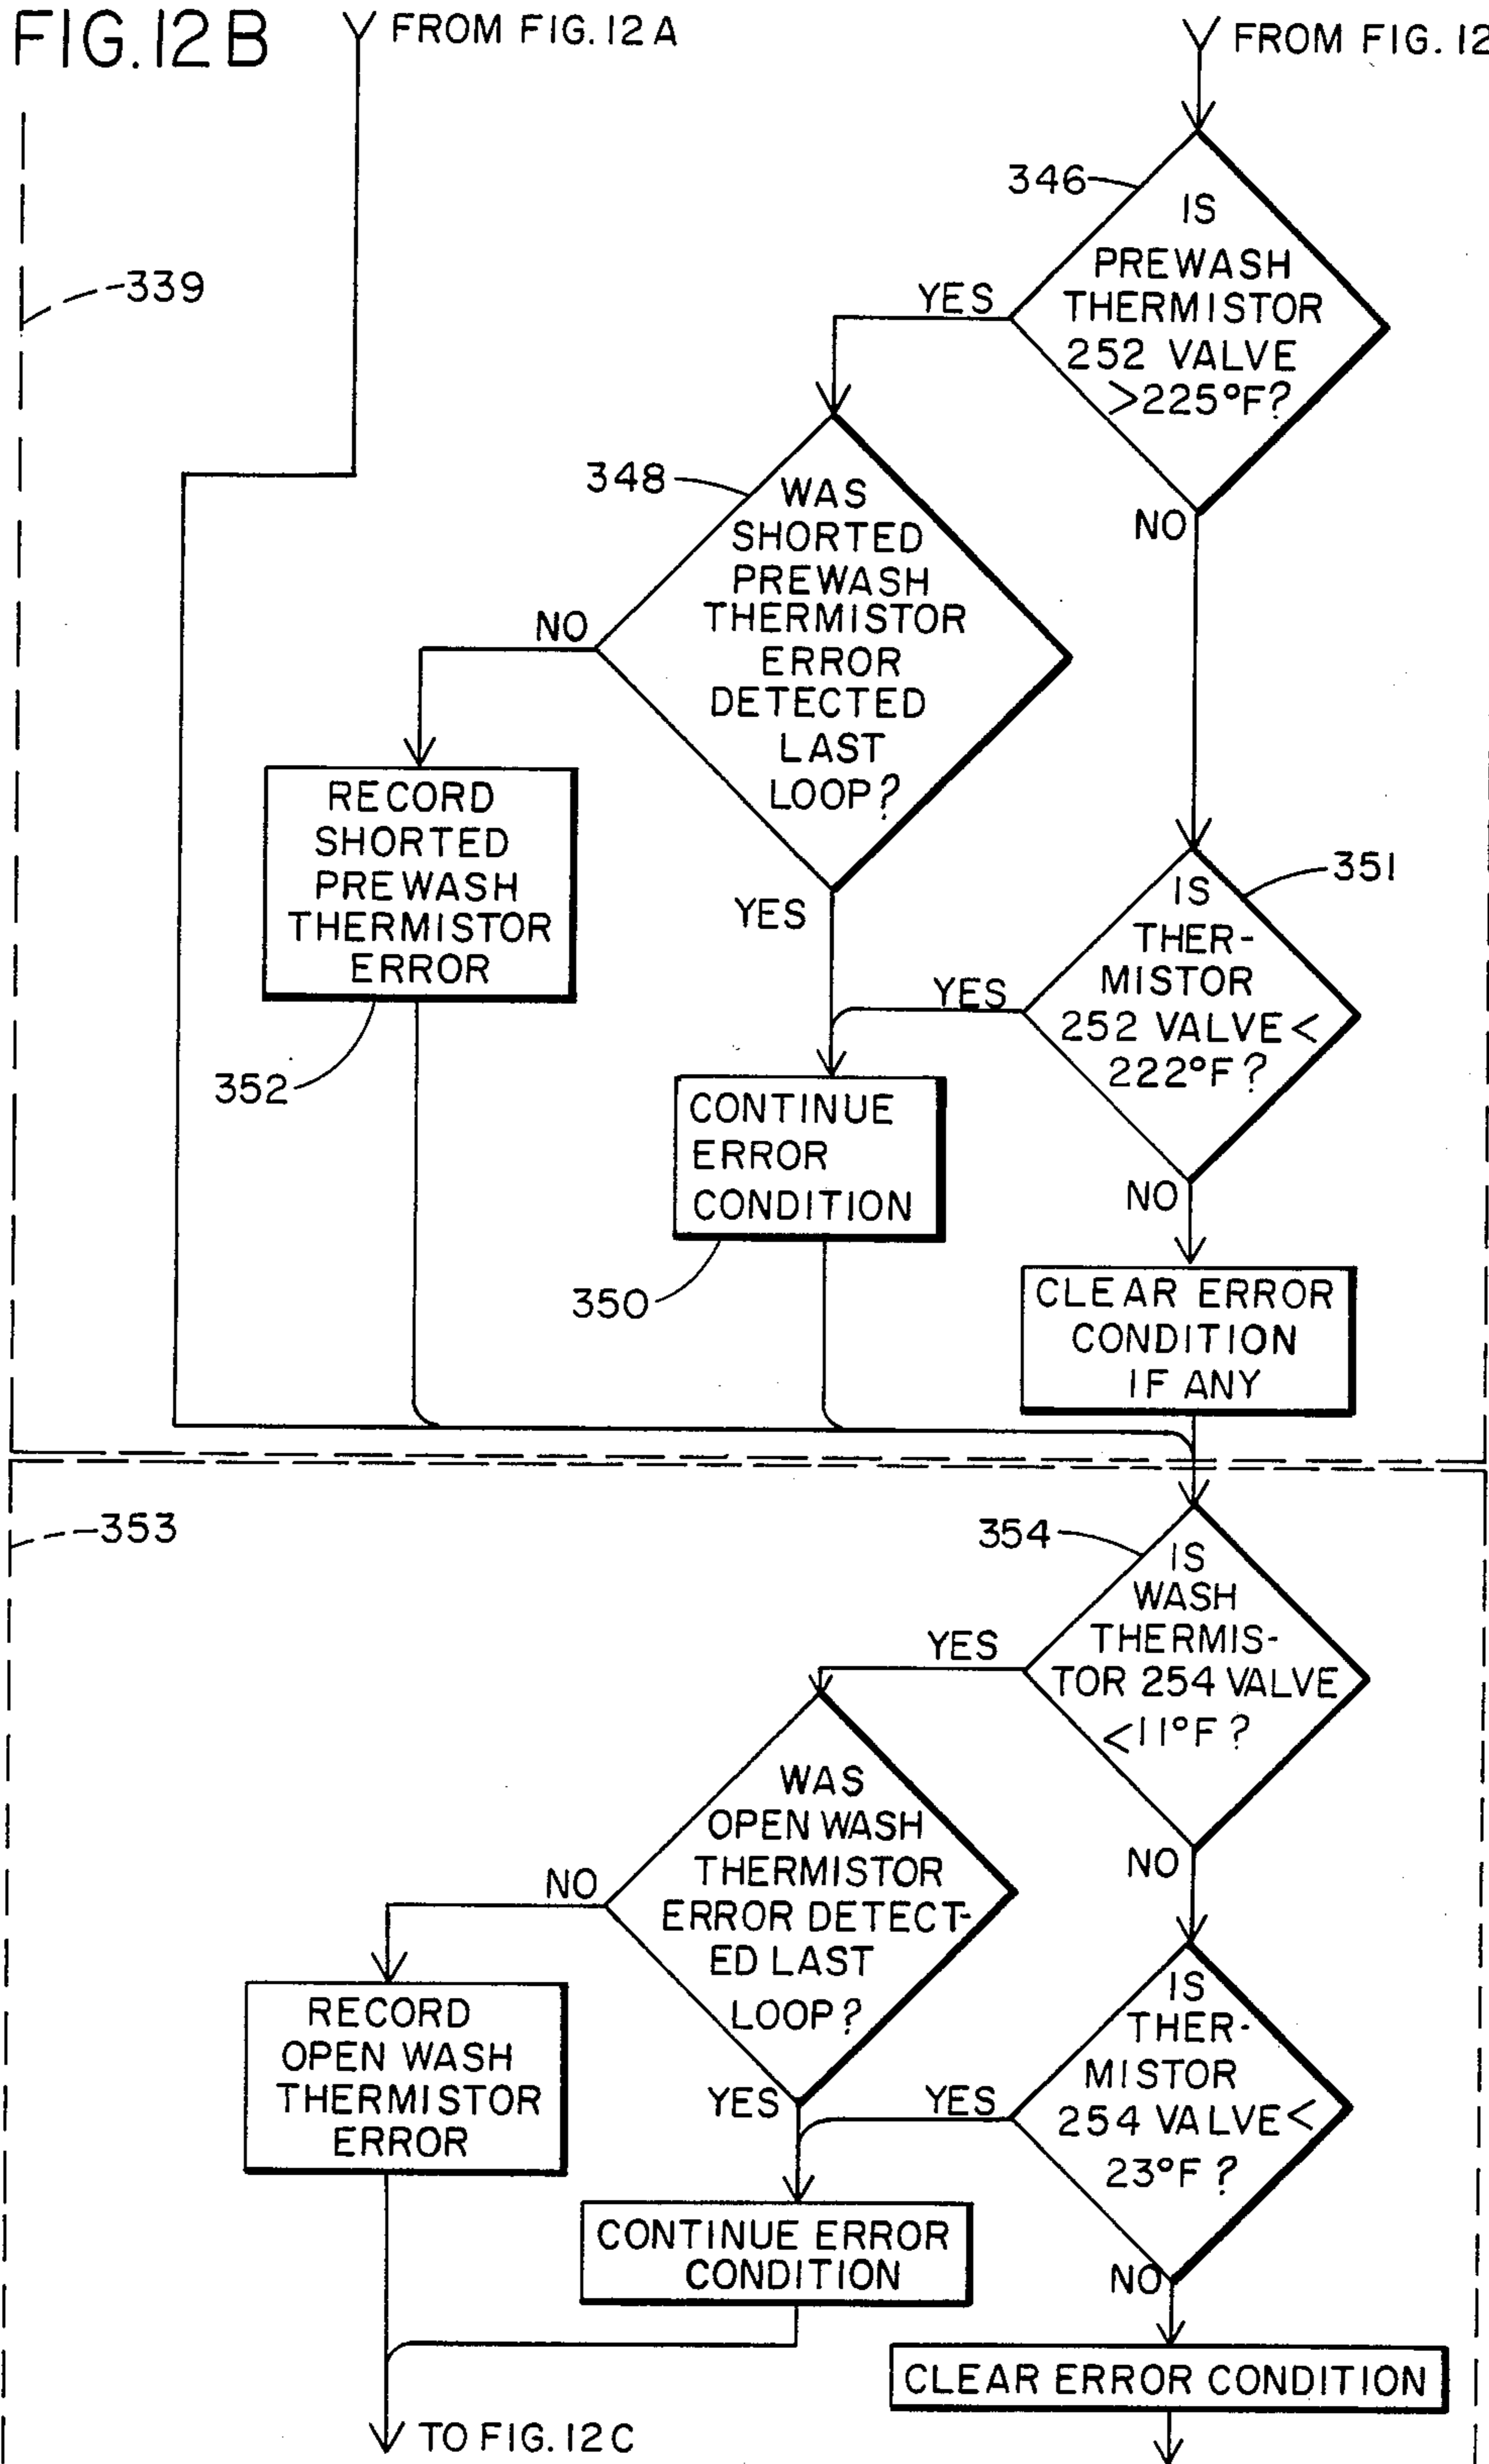 FIG. 12B
FROM FIG. 12A
FROM FIG. 12
339
346
IS
PREWASH
THERMISTOR
252 VALVE
>225°F?
YES
NO
348
WAS
SHORTED
PREWASH
THERMISTOR
ERROR
DETECTED
LAST
LOOP?
NO
YES
RECORD
SHORTED
PREWASH
THERMISTOR
ERROR
352
351
IS
THER-
MISTOR
252 VALVE <
222°F?
YES
NO
CONTINUE
ERROR
CONDITION
350
CLEAR ERROR
CONDITION
IF ANY
353
354
IS
WASH
THERMIS-
TOR 254 VALVE
<11°F?
YES
NO
WAS
OPEN WASH
THERMISTOR
ERROR DETECT-
ED LAST
LOOP?
NO
YES
RECORD
OPEN WASH
THERMISTOR
ERROR
IS
THER-
MISTOR
254 VALVE <
23°F?
YES
NO
CONTINUE ERROR
CONDITION
CLEAR ERROR CONDITION
TO FIG. 12C